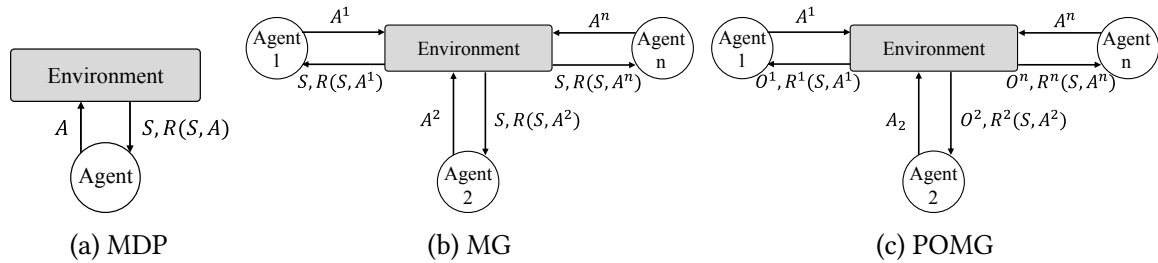 Environment
A
S, R(S, A)
Agent
(a) MDP
Agent
1
A^1
S, R(S, A^1)
Environment
A^n
S, R(S, A^n)
Agent
n
A^2
S, R(S, A^2)
Agent
2
(b) MG
Agent
1
A^1
O^1, R^1(S, A^1)
Environment
A^n
O^n, R^n(S, A^n)
Agent
n
A_2
O^2, R^2(S, A^2)
Agent
2
(c) POMG